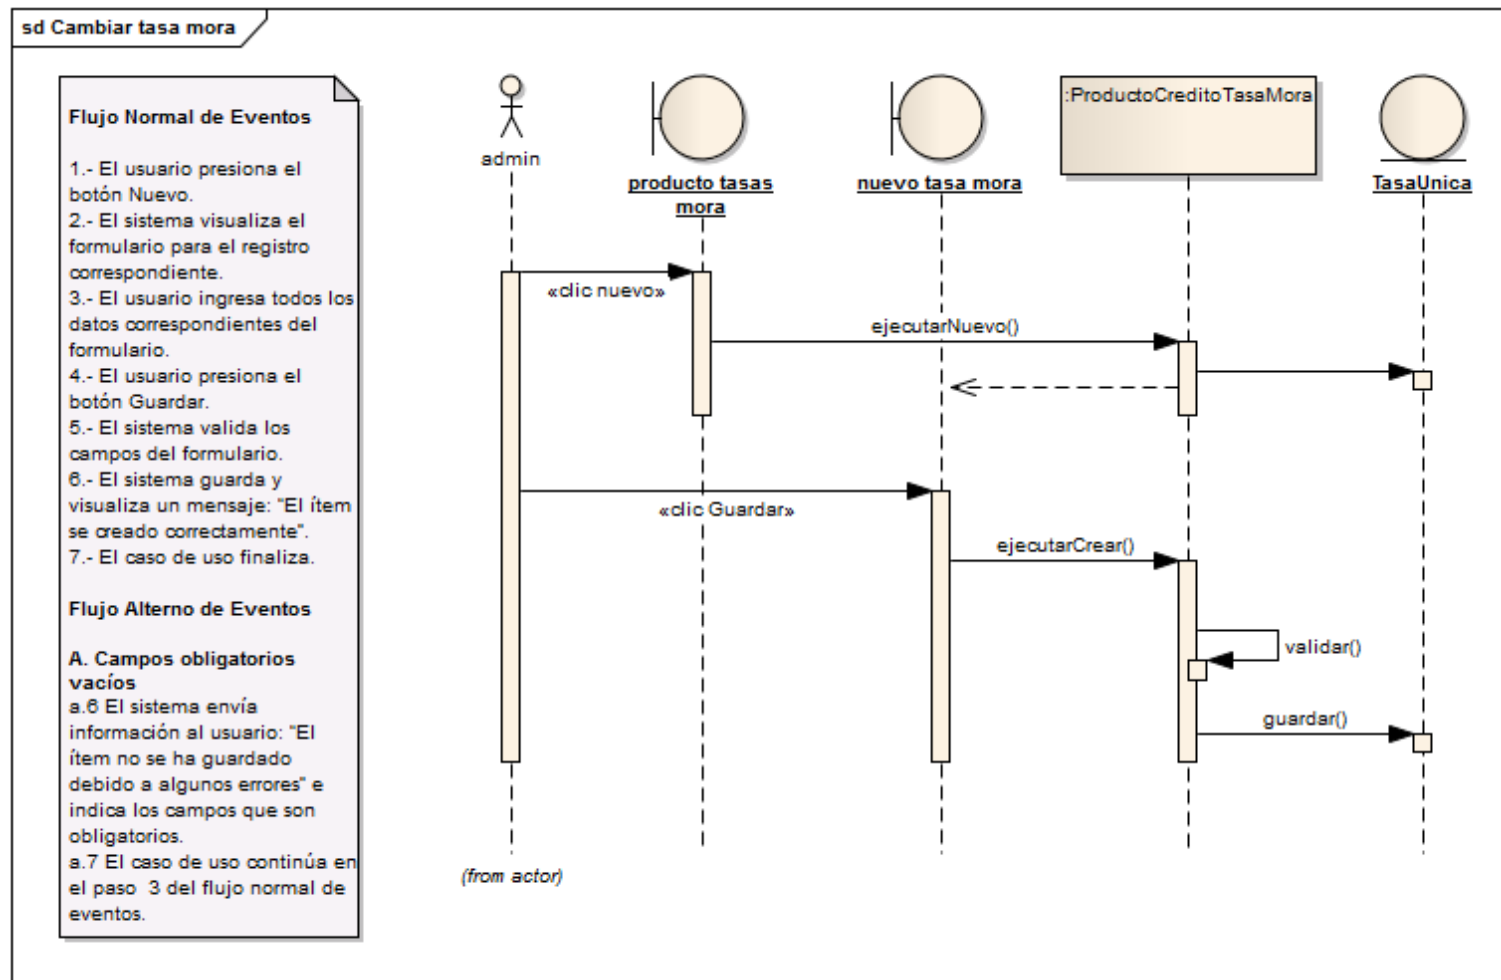 sd Cambiar tasa mora
Flujo Normal de Eventos
1.- El usuario presiona el
botón Nuevo.
2.- El sistema visualiza el
formulario para el registro
correspondiente.
3.- El usuario ingresa todos los
datos correspondientes del
formulario.
4.- El usuario presiona el
botón Guardar.
5.- El sistema valida los
campos del formulario.
6.- El sistema guarda y
visualiza un mensaje: "El ítem
se creado correctamente".
7.- El caso de uso finaliza.
Flujo Alterno de Eventos
A. Campos obligatorios
vacíos
a.6 El sistema envía
información al usuario: "El
ítem no se ha guardado
debido a algunos errores" e
indica los campos que son
obligatorios.
a.7 El caso de uso continúa en
el paso  3 del flujo normal de
eventos.
admin
producto tasas
mora
nuevo tasa mora
:ProductoCreditoTasaMora
TasaUnica
«clic nuevo»
ejecutarNuevo()
«clic Guardar»
ejecutarCrear()
validar()
guardar()
(from actor)